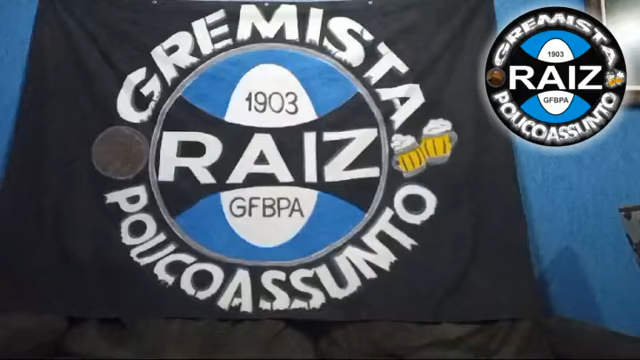 GREMISTA
1903
RAIZ
GFBPA
POUCOASSUNTO
GREMISTA
1903
RAIZ
GFBPA
POUCOASSUNTO